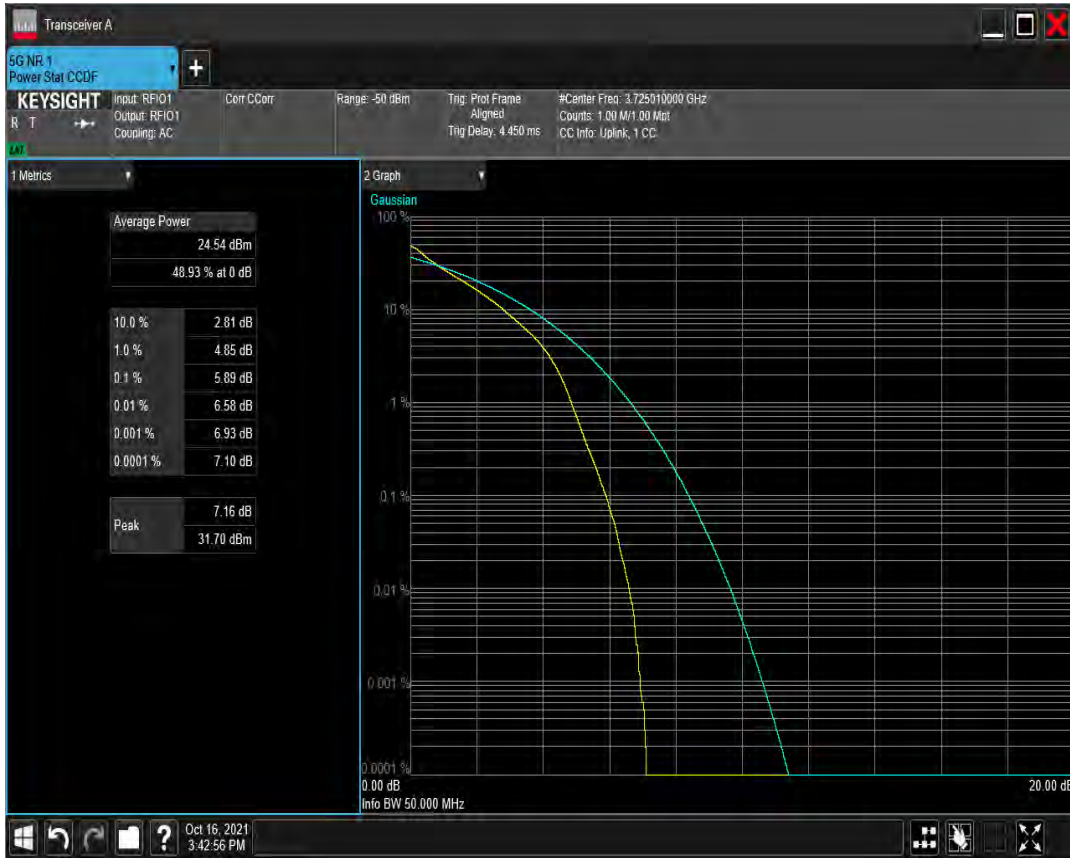 Transceiver A
5G NR 1
Power Stat CCDF
+
KEYSIGHT
R T
Input: RFIO1
Output: RFIO1
Coupling: AC
Corr CCorr
Range: -50 dBm
Trig: Prot Frame
Aligned
Trig Delay: 4.450 ms
#Center Freq: 3.725010000 GHz
Counts: 1.00 M/1.00 Mpt
CC Info: Uplink, 1 CC
1 Metrics
Average Power
24.54 dBm
48.93 % at 0 dB
10.0 % 2.81 dB
1.0 % 4.85 dB
0.1 % 5.89 dB
0.01 % 6.58 dB
0.001 % 6.93 dB
0.0001 % 7.10 dB
Peak
7.16 dB
31.70 dBm
2 Graph
Gaussian
100 %
10 %
1 %
0.1 %
0.01 %
0.001 %
0.0001 %
0.00 dB 20.00 dB
Info BW 50.000 MHz
?
Oct 16, 2021
3:42:56 PM